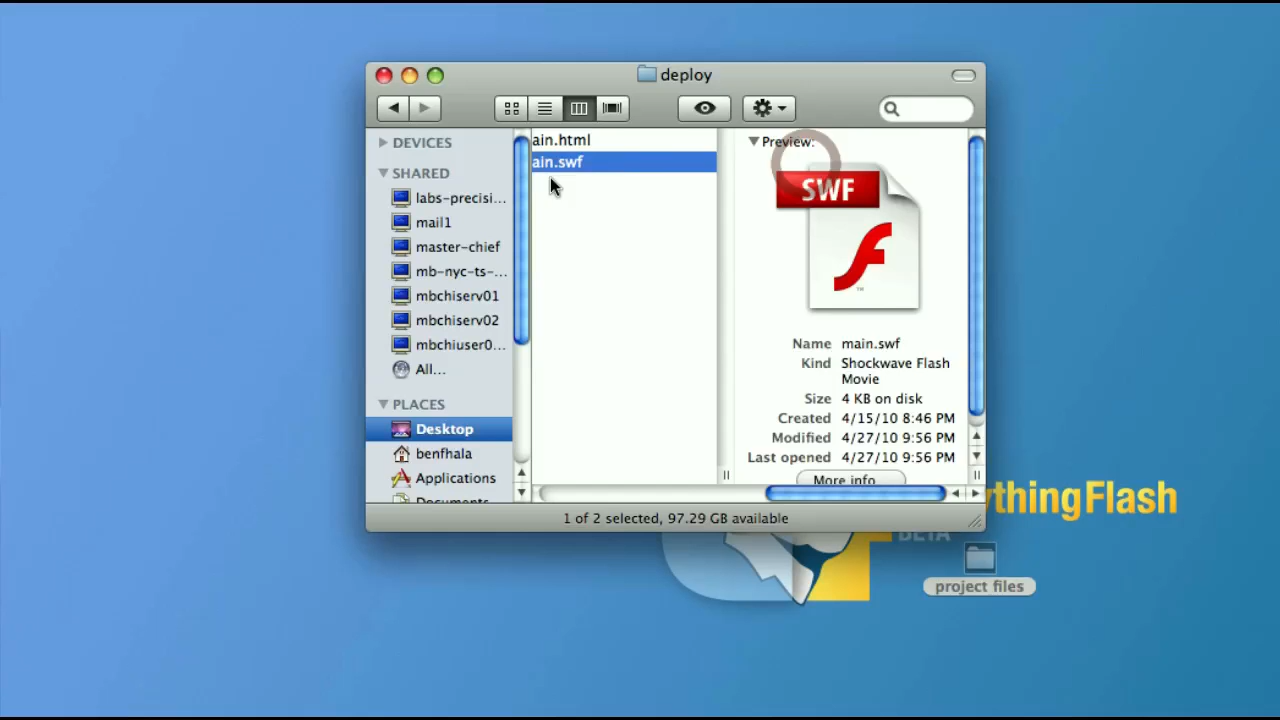 deploy
DEVICES
SHARED
labs-precisi...
mail1
master-chief
mb-nyc-ts-...
mbchiserv01
mbchiserv02
mbchiuser0...
All...
PLACES
Desktop
benfhala
Applications
Documents
ain.html
ain.swf
Preview:
SWF
Name main.swf
Kind Shockwave Flash
Movie
Size 4 KB on disk
Created 4/15/10 8:46 PM
Modified 4/27/10 9:56 PM
Last opened 4/27/10 9:56 PM
More info
1 of 2 selected, 97.29 GB available
ythingFlash
BETA
project files